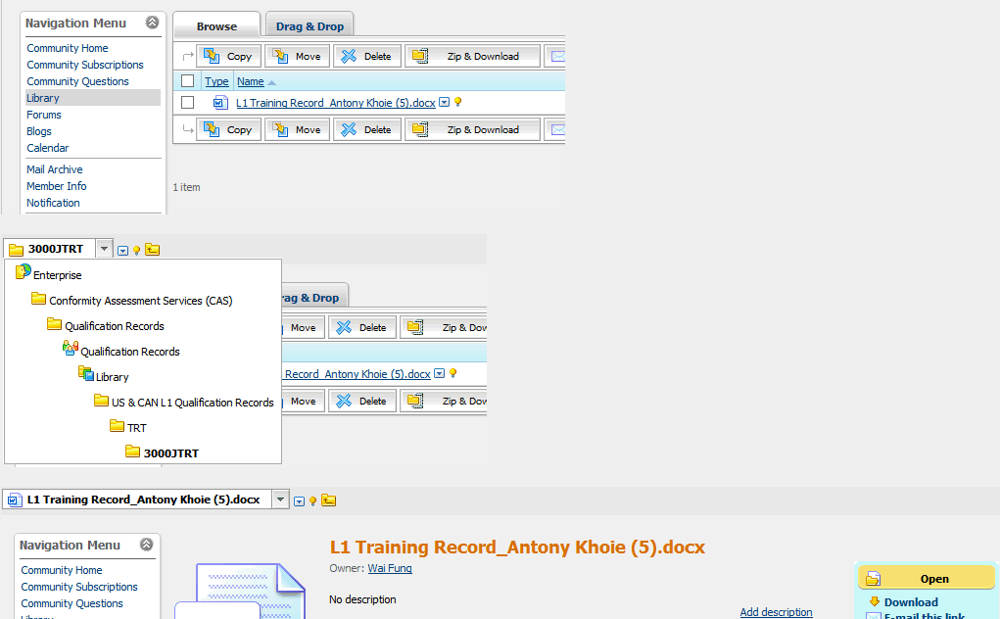 Navigation Menu
Community Home
Community Subscriptions
Community Questions
Library
Forums
Blogs
Calendar
Mail Archive
Member Info
Notification
Browse
Drag & Drop
Copy
Move
Delete
Zip & Download
Type
Name
L1 Training Record_Antony Khoie (5).docx
Copy
Move
Delete
Zip & Download
1 item
3000JTRT
Enterprise
Conformity Assessment Services (CAS)
Qualification Records
Qualification Records
Library
US & CAN L1 Qualification Records
TRT
3000JTRT
rag & Drop
Move
Delete
Zip & Dow
Record_Antony Khoie (5).docx
Move
Delete
Zip & Dow
L1 Training Record_Antony Khoie (5).docx
Navigation Menu
Community Home
Community Subscriptions
Community Questions
Library
L1 Training Record_Antony Khoie (5).docx
Owner: Wai Fung
No description
Add description
Open
Download
E-mail this link